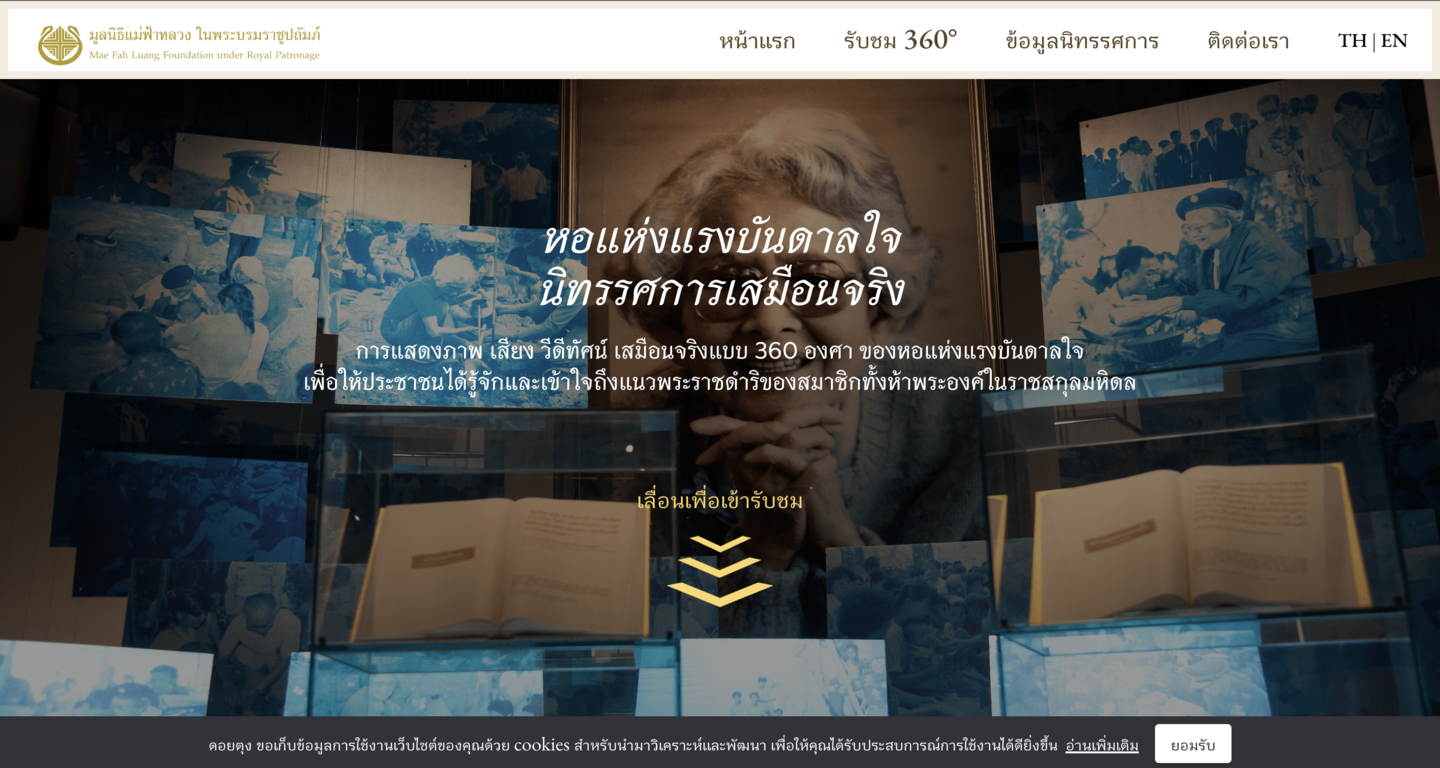 มูลนิธิแม่ฟ้าหลวง ในพระบรมราชูปถัมภ์
Mae Fah Luang Foundation under Royal Patronage
หน้าแรก รับชม 360° ข้อมูลนิทรรศการ ติดต่อเรา TH | EN
หอแห่งแรงบันดาลใจ
นิทรรศการเสมือนจริง
การแสดงภาพ เสียง วีดีทัศน์ เสมือนจริงแบบ 360 องศา ของหอแห่งแรงบันดาลใจ
เพื่อให้ประชาชนได้รู้จักและเข้าใจถึงแนวพระราชดำริของสมาชิกทั้งห้าพระองค์ในราชสกุลมหิดล
เลื่อนเพื่อเข้ารับชม
ดอยตุง ขอเก็บข้อมูลการใช้งานเว็บไซต์ของคุณด้วย cookies สำหรับนำมาวิเคราะห์และพัฒนา เพื่อให้คุณได้รับประสบการณ์การใช้งานได้ดียิ่งขึ้น อ่านเพิ่มเติม ยอมรับ